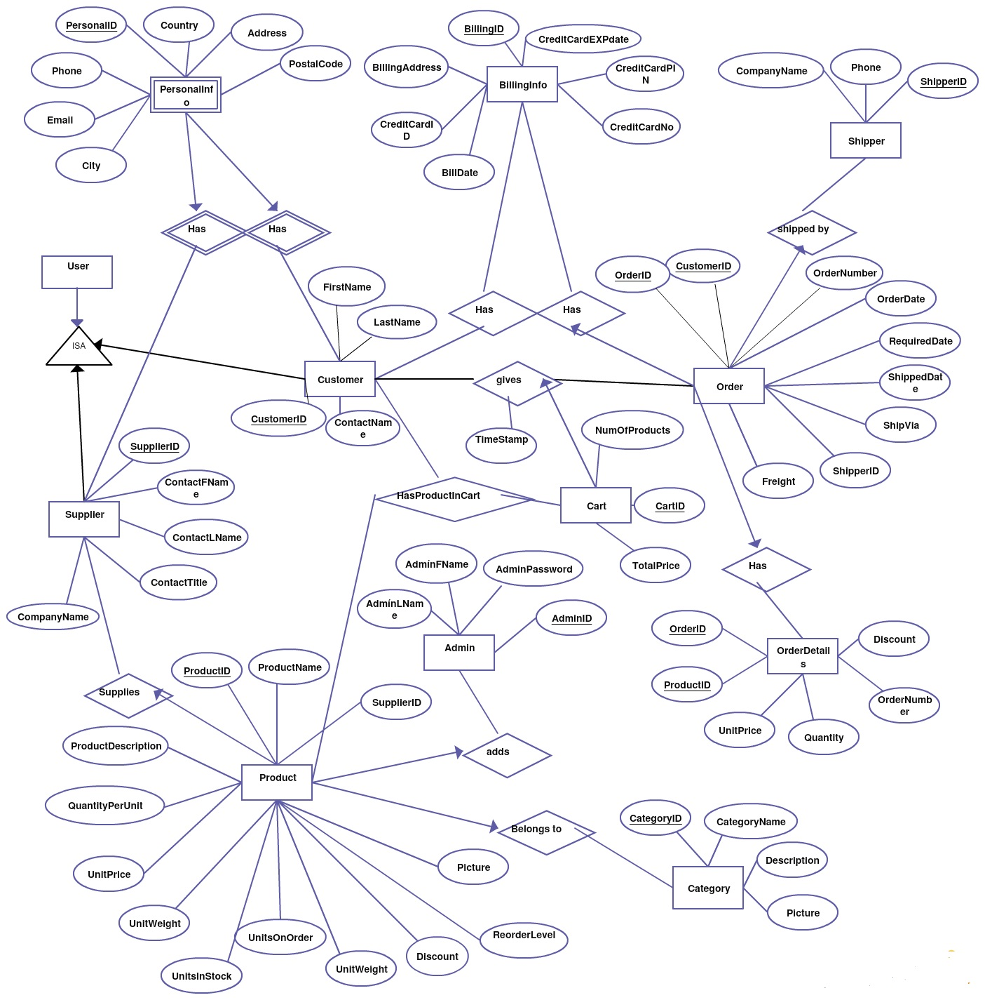 PersonalID
Country
Address
PostalCode
Phone
PersonalInf
o
Email
City
BillingID
CreditCardEXPdate
BillingAddress
CreditCardPI
N
BillingInfo
CreditCardI
D
CreditCardNo
BillDate
CompanyName
Phone
ShipperID
Shipper
Has
Has
shipped by
User
ISA
FirstName
LastName
Has
Has
OrderID
CustomerID
OrderNumber
OrderDate
RequiredDate
ShippedDat
e
ShipVia
ShipperID
Freight
Order
Customer
gives
CustomerID
ContactNam
e
TimeStamp
NumOfProducts
SupplierID
ContactFNam
e
Supplier
ContactLName
ContactTitle
CompanyName
HasProductInCart
Cart
CartID
TotalPrice
Has
AdmínFName
AdminPassword
AdmínLNam
e
AdminID
Admin
OrderID
OrderDetail
s
Discount
ProductID
OrderNumb
er
UnitPrice
Quantity
Supplies
ProductID
ProductName
SupplierID
ProductDescription
adds
Product
QuantityPerUnit
Belongs to
CategoryID
CategoryName
Description
Category
Picture
UnitPrice
Picture
UnitWeight
UnitsOnOrder
ReorderLevel
Discount
UnitWeight
UnitsInStock